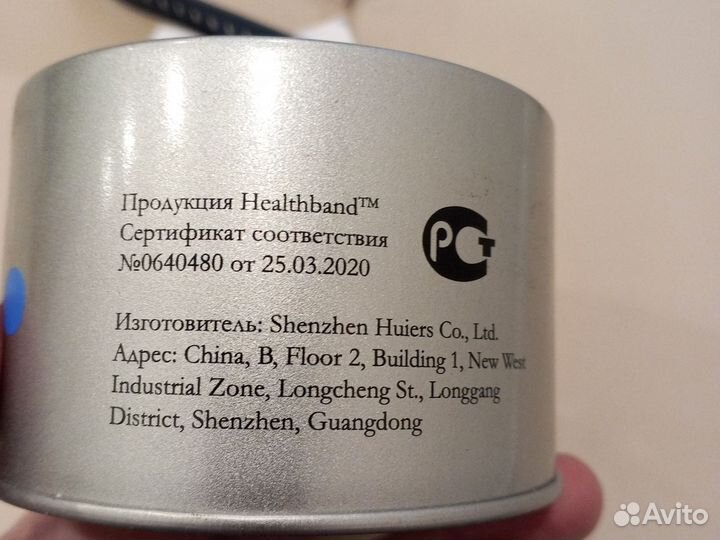 Продукция Healthband™
Сертификат соответствия
№0640480 от 25.03.2020
РСТ
Изготовитель: Shenzhen Huiers Co., Ltd.
Адрес: China, B, Floor 2, Building 1, New West
Industrial Zone, Longcheng St., Longgang
District, Shenzhen, Guangdong
Avito